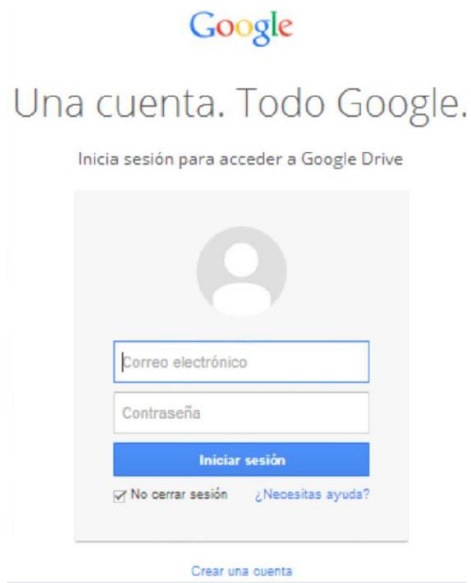 Google
Una cuenta. Todo Google.
Inicia sesión para acceder a Google Drive
Correo electrónico
Contraseña
Iniciar sesión
No cerrar sesión ¿Necesitas ayuda?
Crear una cuenta